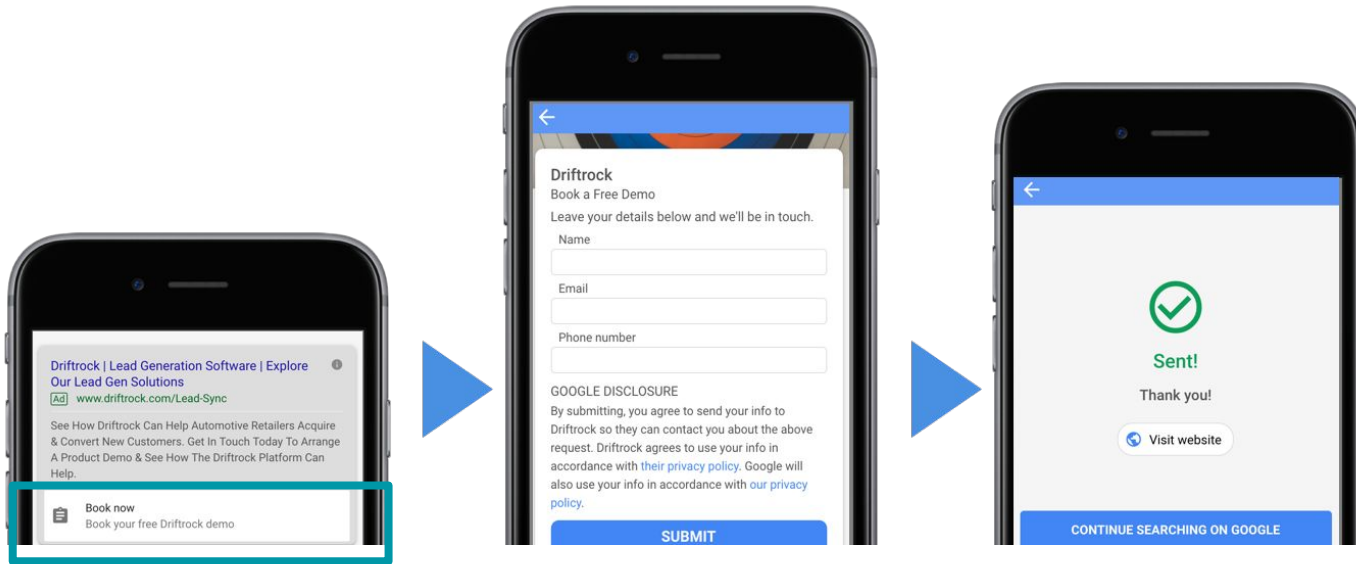 Driftrock | Lead Generation Software | Explore
Our Lead Gen Solutions
Ad www.driftrock.com/Lead-Sync
See How Driftrock Can Help Automotive Retailers Acquire
& Convert New Customers. Get In Touch Today To Arrange
A Product Demo & See How The Driftrock Platform Can
Help.
Book now
Book your free Driftrock demo
Driftrock
Book a Free Demo
Leave your details below and we'll be in touch.
Name
Email
Phone number
GOOGLE DISCLOSURE
By submitting, you agree to send your info to
Driftrock so they can contact you about the above
request. Driftrock agrees to use your info in
accordance with their privacy policy. Google will
also use your info in accordance with our privacy
policy.
SUBMIT
Sent!
Thank you!
Visit website
CONTINUE SEARCHING ON GOOGLE